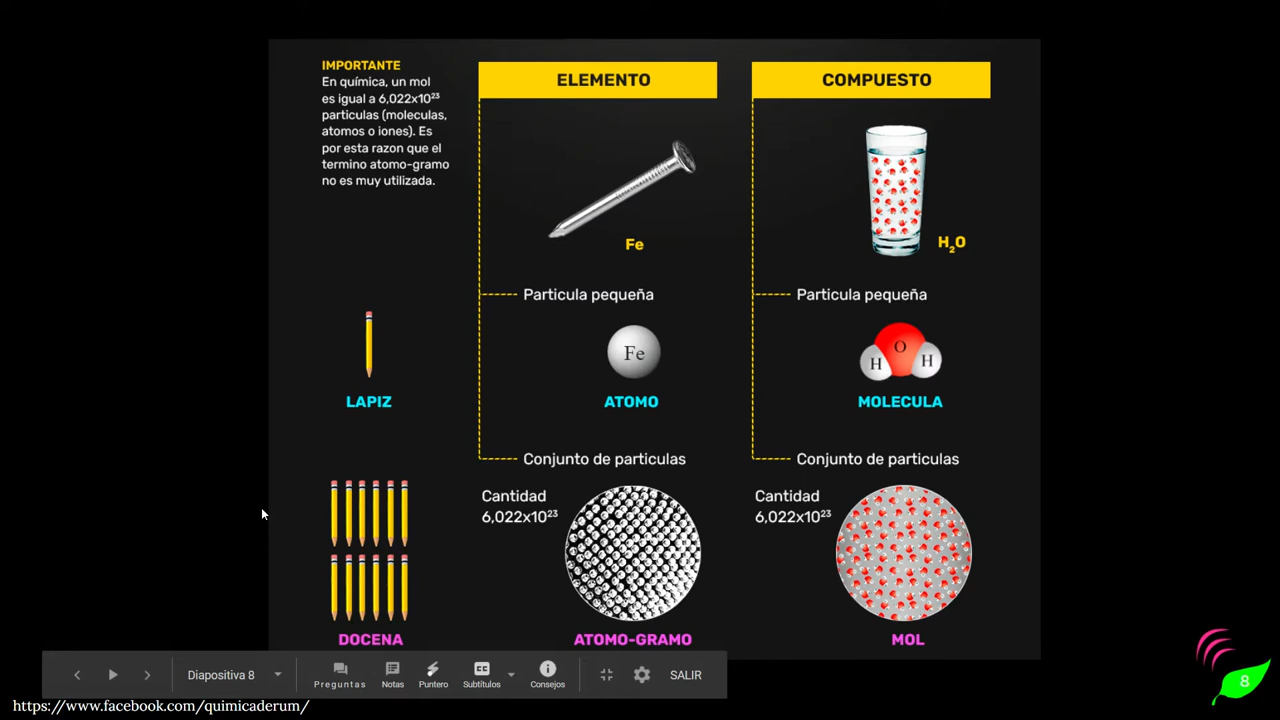 IMPORTANTE
En química, un mol
es igual a 6,022x10²³
particulas (moleculas,
atomos o iones). Es
por esta razon que el
termino atomo-gramo
no es muy utilizada.
ELEMENTO
COMPUESTO
Fe
H₂O
Particula pequeña
Particula pequeña
Fe
H O H
LAPIZ
ATOMO
MOLECULA
Conjunto de particulas
Conjunto de particulas
Cantidad
6,022x10²³
Cantidad
6,022x10²³
DOCENA
ATOMO-GRAMO
MOL
Diapositiva 8
Preguntas
Notas
Puntero
CC
Subtítulos
Consejos
SALIR
8
https://www.facebook.com/quimicaderum/